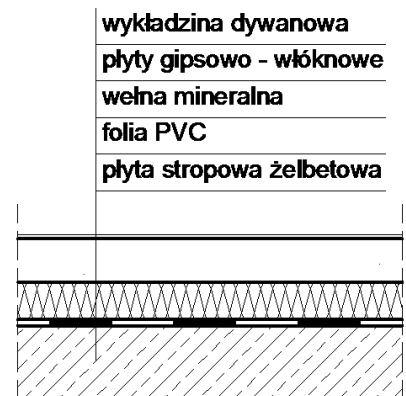 wykładzina dywanowa
płyty gipsowo - włóknowe
wełna mineralna
folia PVC
płyta stropowa żelbetowa